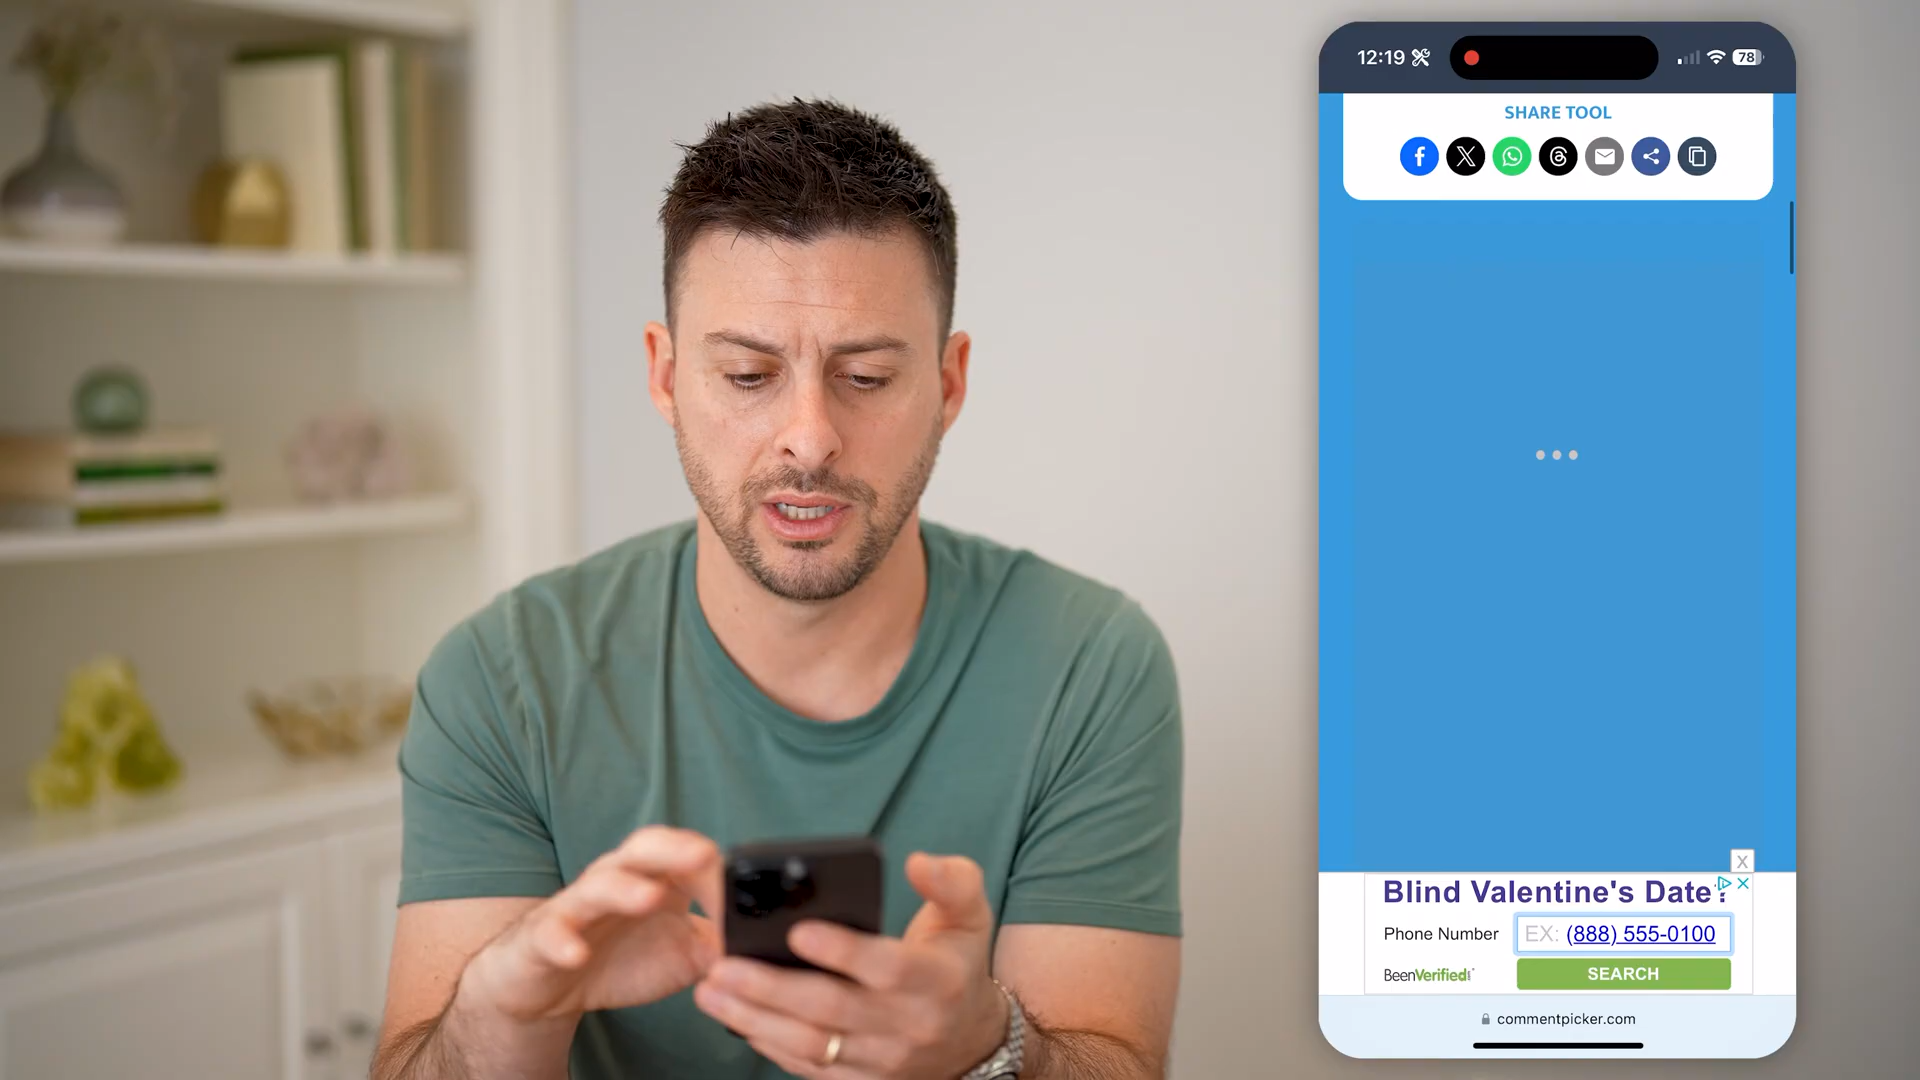 12:19
78
SHARE TOOL
X
Blind Valentine's Date?
Phone Number EX: (888) 555-0100
BeenVerified
SEARCH
commentpicker.com